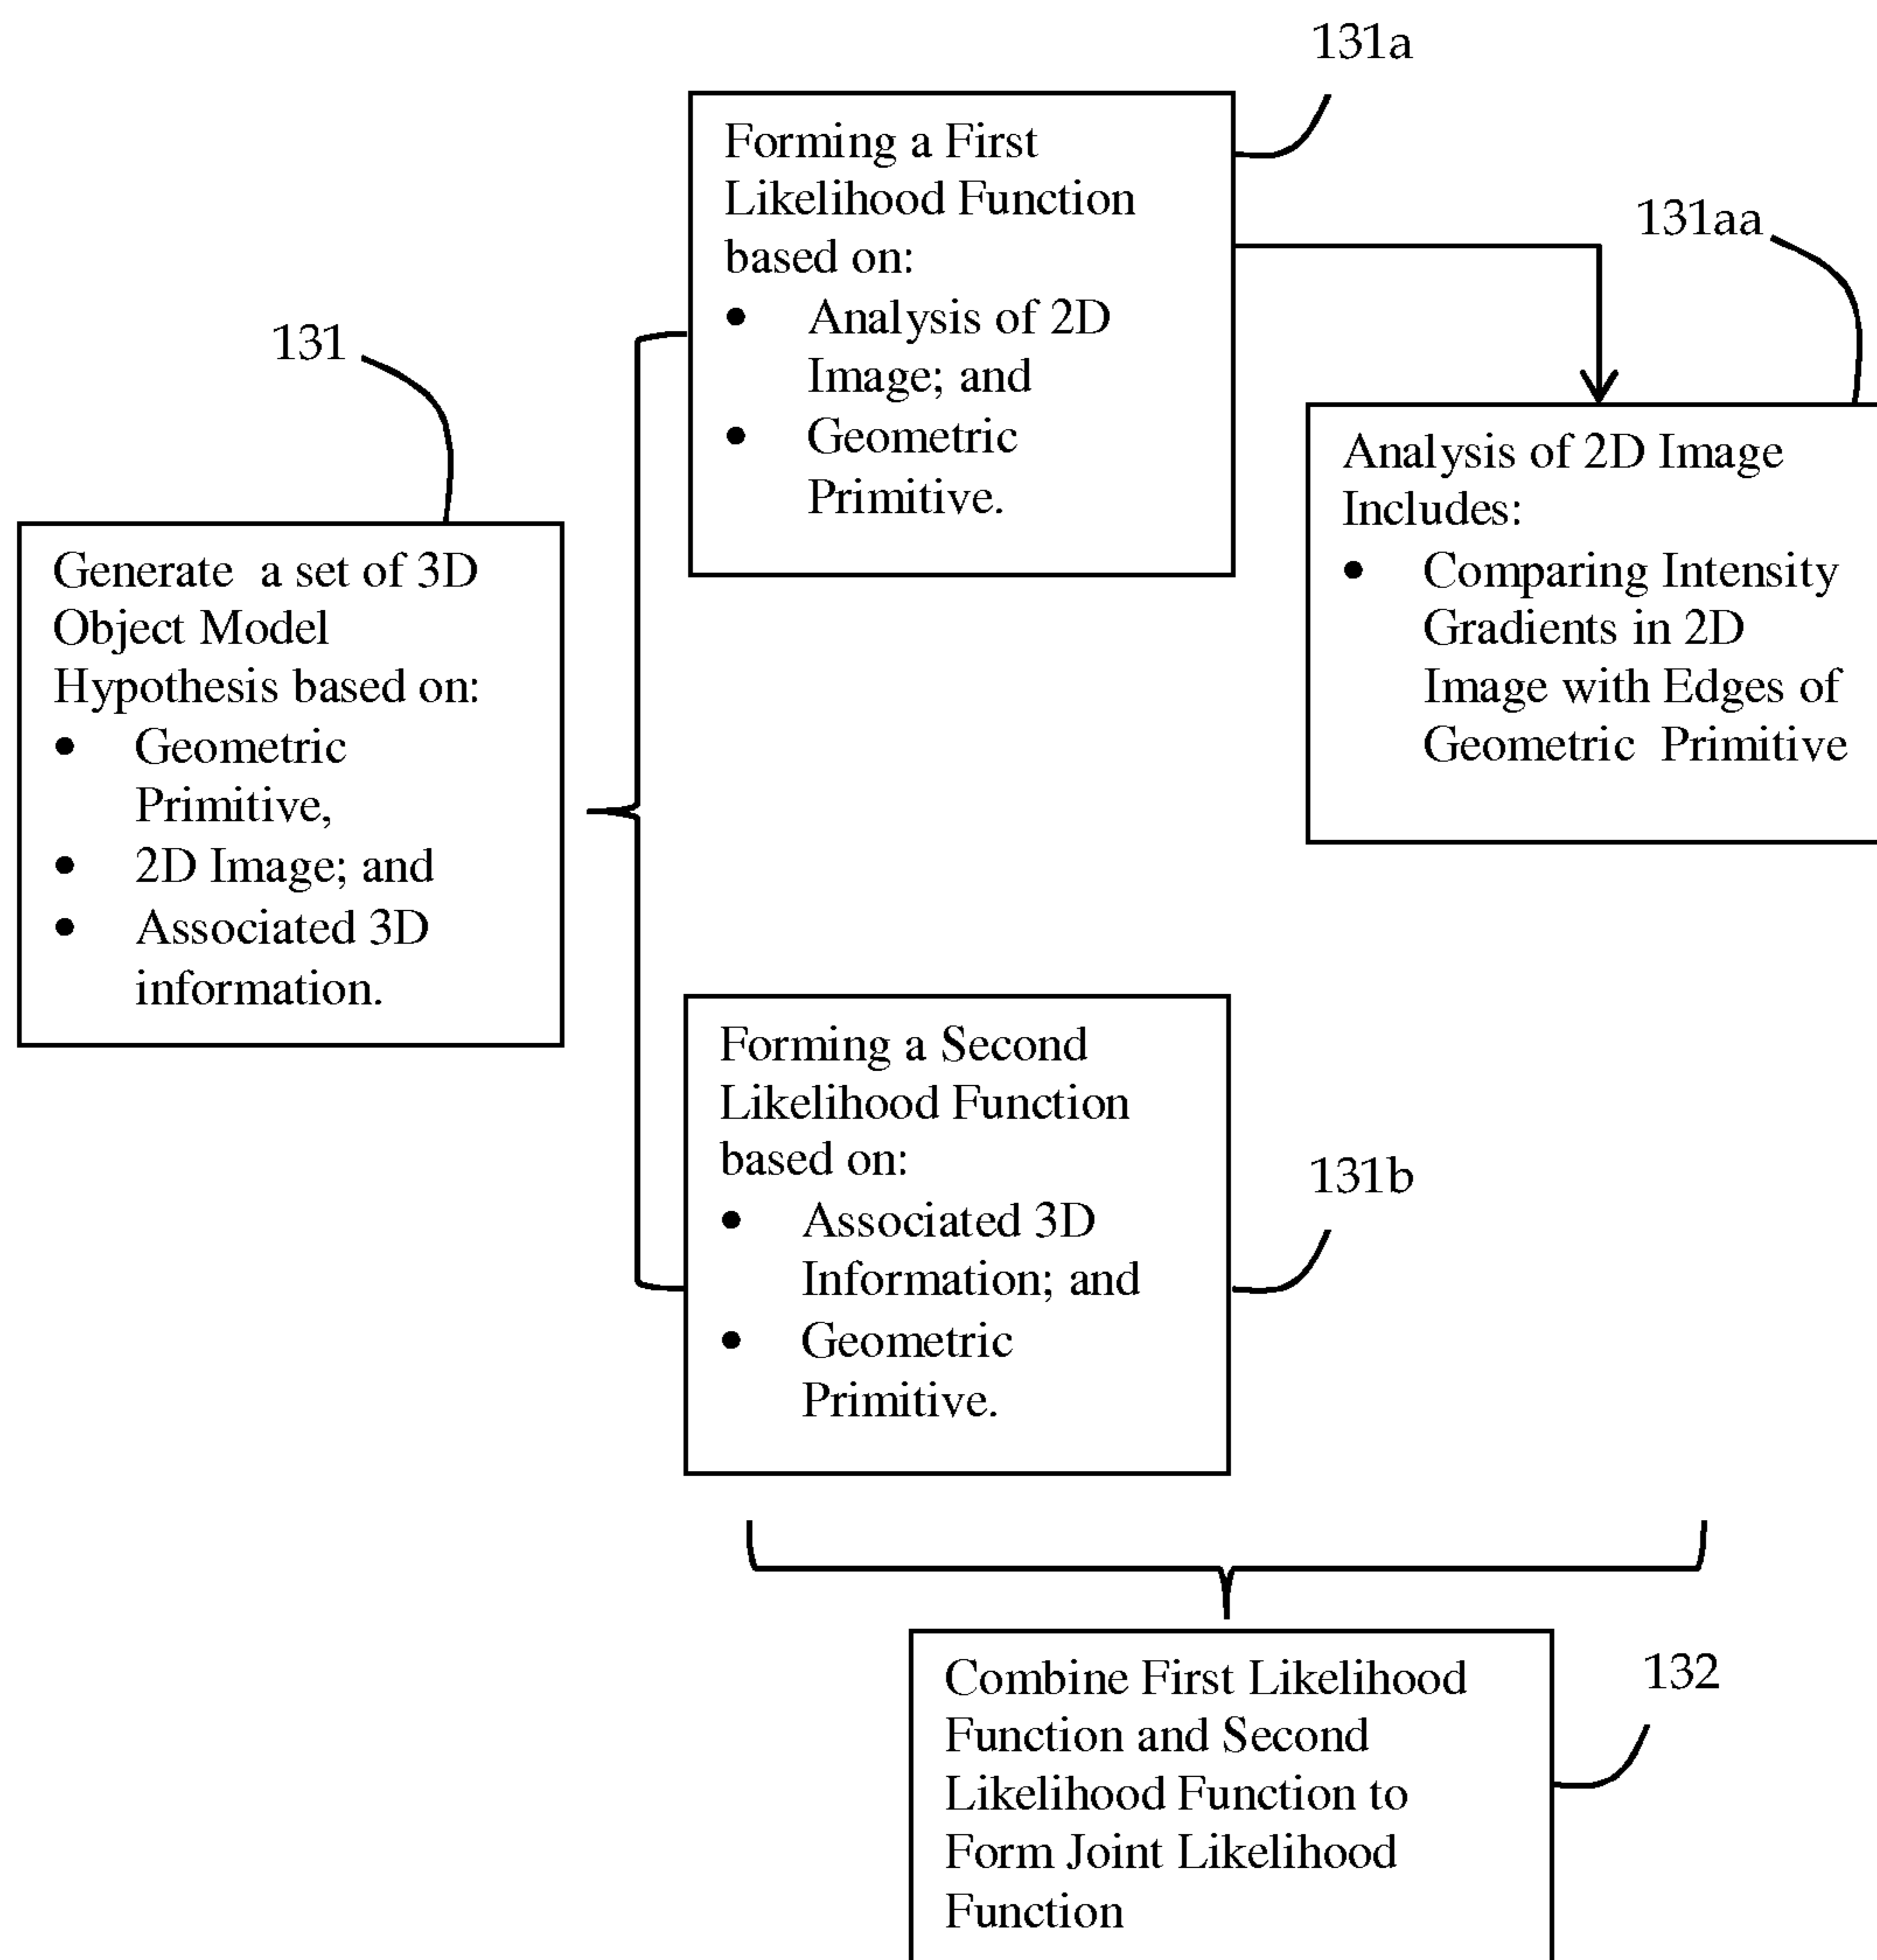 131a
Forming a First
Likelihood Function
based on:
• Analysis of 2D
Image; and
• Geometric
Primitive.
131aa
Analysis of 2D Image
Includes:
• Comparing Intensity
Gradients in 2D
Image with Edges of
Geometric Primitive
131
Generate a set of 3D
Object Model
Hypothesis based on:
• Geometric
Primitive,
• 2D Image; and
• Associated 3D
information.
Forming a Second
Likelihood Function
based on:
• Associated 3D
Information; and
• Geometric
Primitive.
131b
Combine First Likelihood
Function and Second
Likelihood Function to
Form Joint Likelihood
Function
132